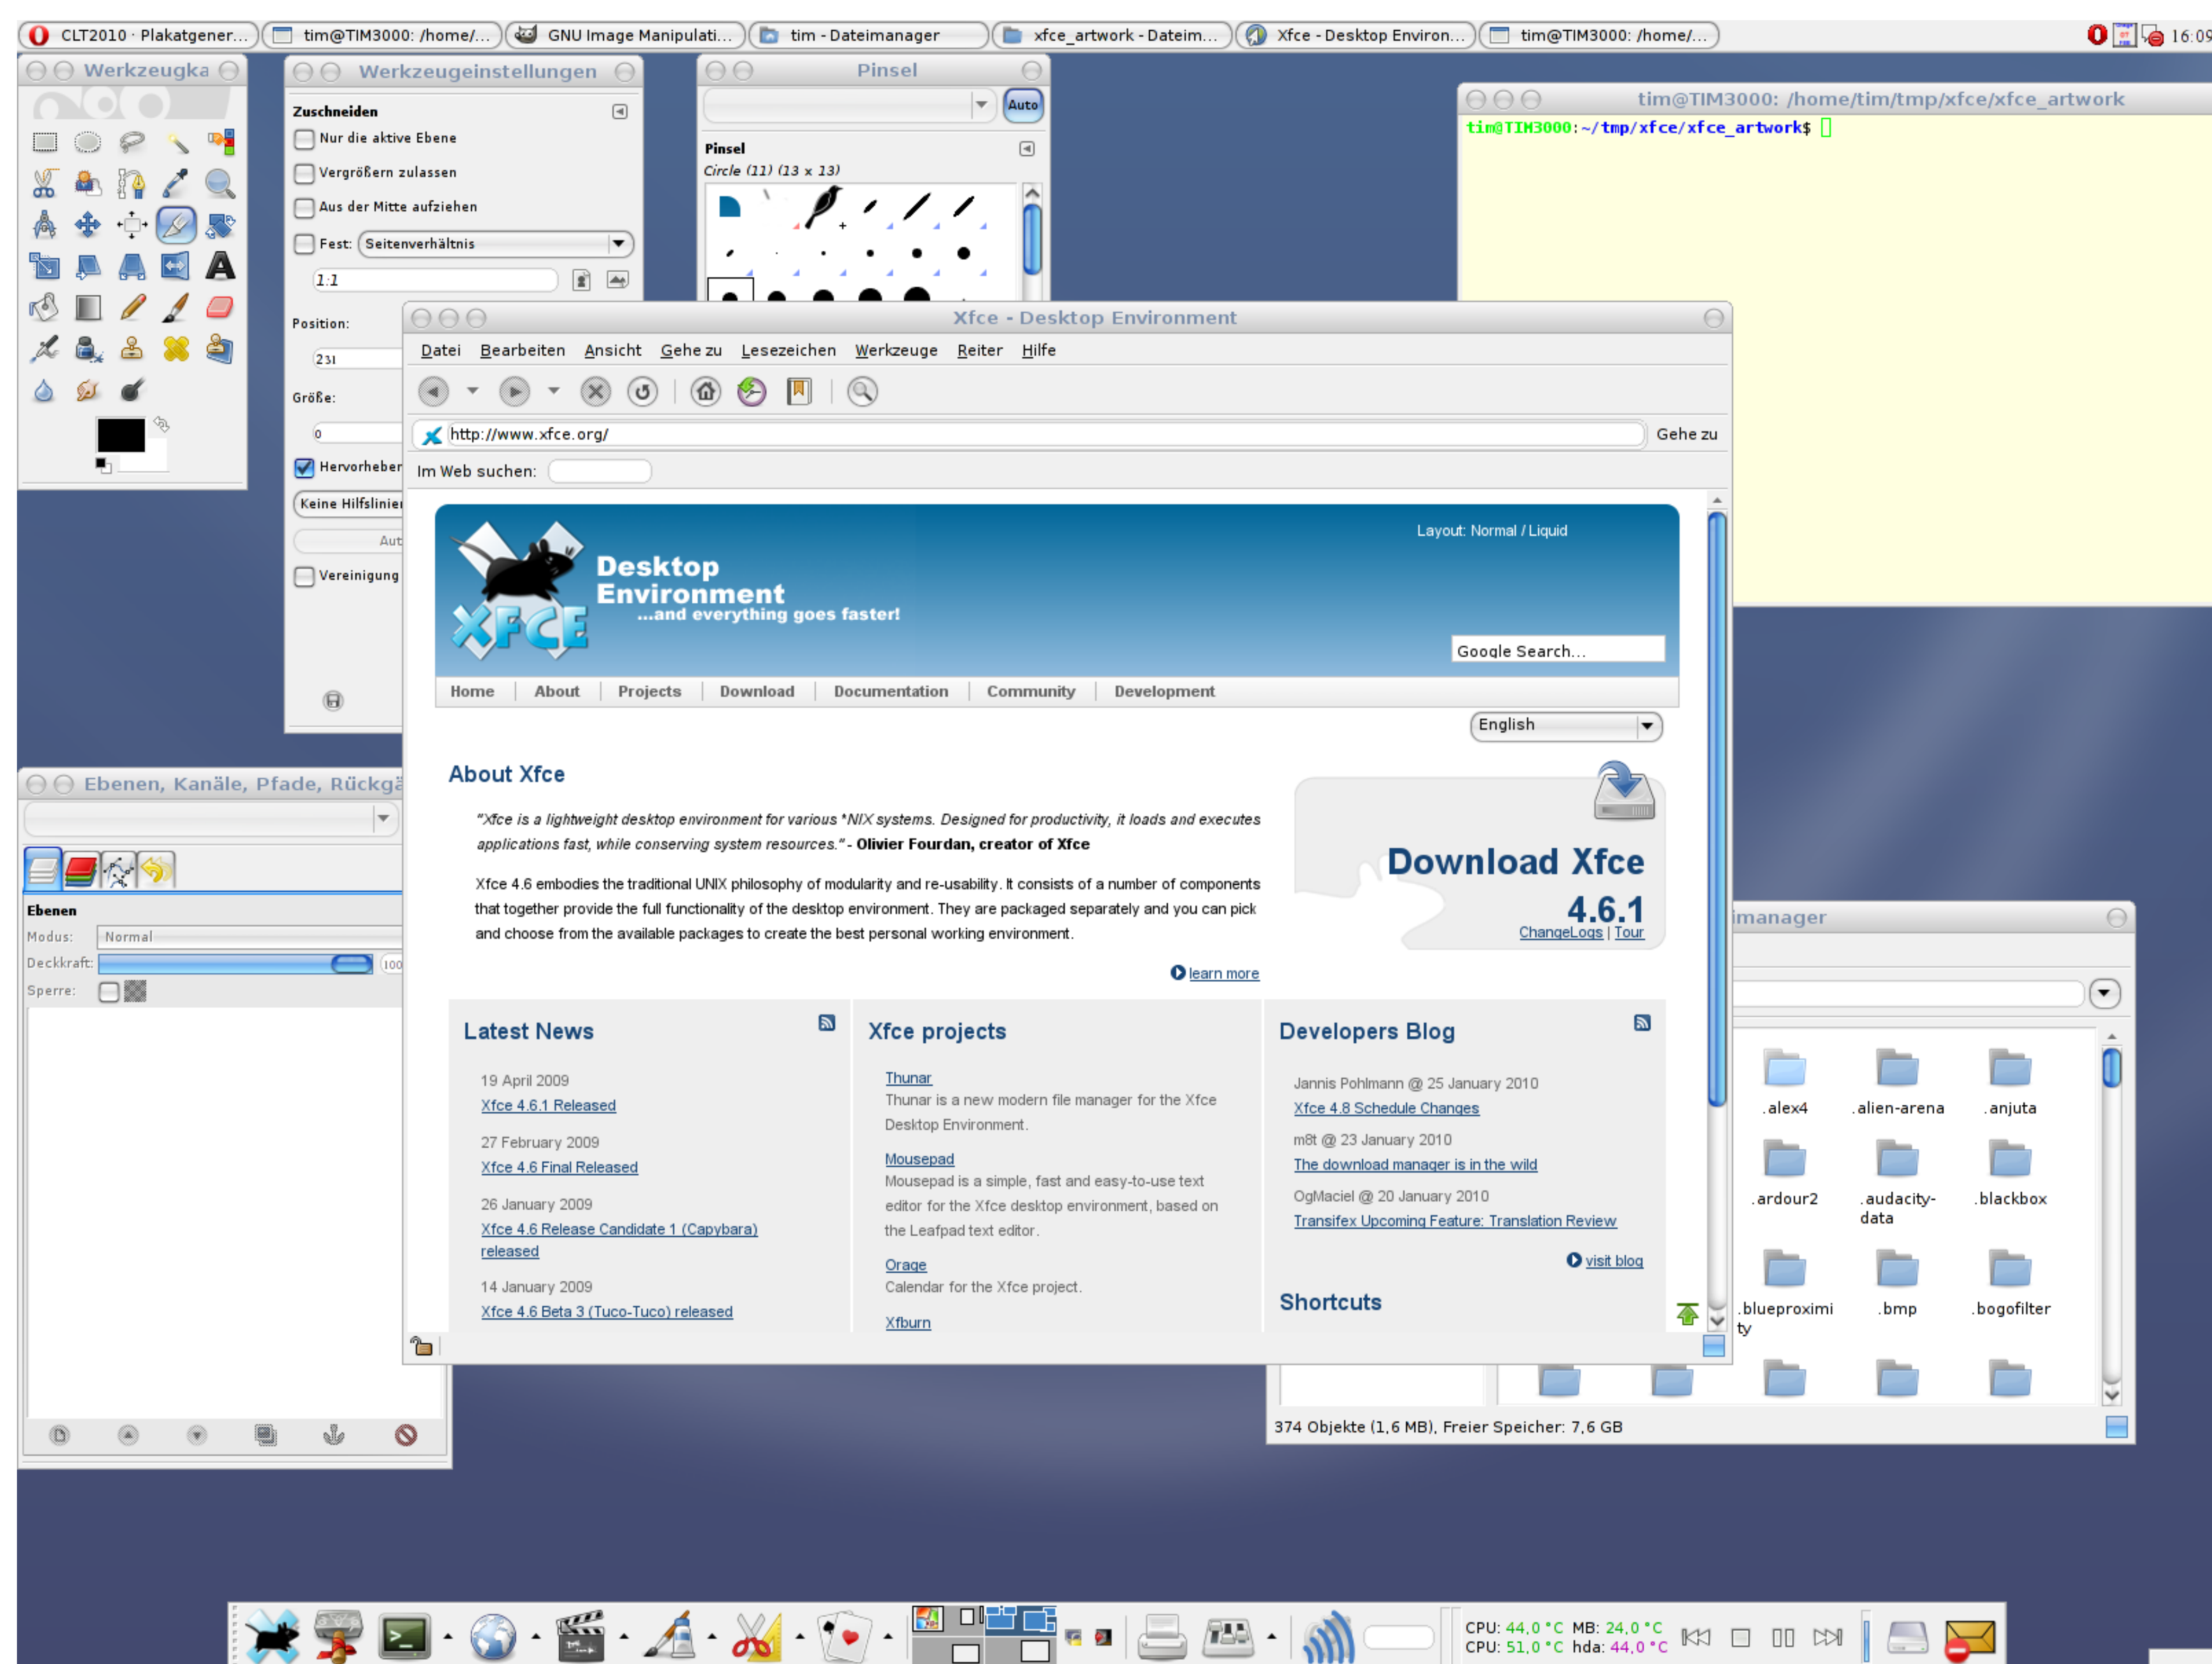 CLT2010 · Plakatgener...
tim@TIM3000: /home/...
GNU Image Manipulati...
tim - Dateimanager
xfce_artwork - Dateim...
Xfce - Desktop Environ...
tim@TIM3000: /home/...
16:09
Werkzeugka
Werkzeugeinstellungen
Zuschneiden
Nur die aktive Ebene
Vergrößern zulassen
Aus der Mitte aufziehen
Fest: Seitenverhältnis
1:1
Position:
231
Größe:
0
Hervorheben
Keine Hilfslinien
Aut
Vereinigung
Pinsel
Auto
Pinsel
Circle (11) (13 x 13)
tim@TIM3000: /home/tim/tmp/xfce/xfce_artwork
tim@TIM3000:~/tmp/xfce/xfce_artwork$
Xfce - Desktop Environment
Datei Bearbeiten Ansicht Gehe zu Lesezeichen Werkzeuge Reiter Hilfe
http://www.xfce.org/
Gehe zu
Im Web suchen:
XFCE
Desktop
Environment
...and everything goes faster!
Layout: Normal / Liquid
Google Search...
Home About Projects Download Documentation Community Development
English
About Xfce
"Xfce is a lightweight desktop environment for various *NIX systems. Designed for productivity, it loads and executes
applications fast, while conserving system resources." - Olivier Fourdan, creator of Xfce
Xfce 4.6 embodies the traditional UNIX philosophy of modularity and re-usability. It consists of a number of components
that together provide the full functionality of the desktop environment. They are packaged separately and you can pick
and choose from the available packages to create the best personal working environment.
learn more
Download Xfce
4.6.1
ChangeLogs | Tour
Latest News
19 April 2009
Xfce 4.6.1 Released
27 February 2009
Xfce 4.6 Final Released
26 January 2009
Xfce 4.6 Release Candidate 1 (Capybara)
released
14 January 2009
Xfce 4.6 Beta 3 (Tuco-Tuco) released
Xfce projects
Thunar
Thunar is a new modern file manager for the Xfce
Desktop Environment.
Mousepad
Mousepad is a simple, fast and easy-to-use text
editor for the Xfce desktop environment, based on
the Leafpad text editor.
Orage
Calendar for the Xfce project.
Xfburn
Developers Blog
Jannis Pohlmann @ 25 January 2010
Xfce 4.8 Schedule Changes
m8t @ 23 January 2010
The download manager is in the wild
OgMaciel @ 20 January 2010
Transifex Upcoming Feature: Translation Review
visit blog
Shortcuts
Ebenen, Kanäle, Pfade, Rückgä
Ebenen
Modus: Normal
Deckkraft: 100
Sperre:
imanager
.alex4 .alien-arena .anjuta
.ardour2 .audacity- .blackbox
data
.blueproximi .bmp .bogofilter
ty
374 Objekte (1,6 MB), Freier Speicher: 7,6 GB
CPU: 44,0 °C MB: 24,0 °C
CPU: 51,0 °C hda: 44,0 °C